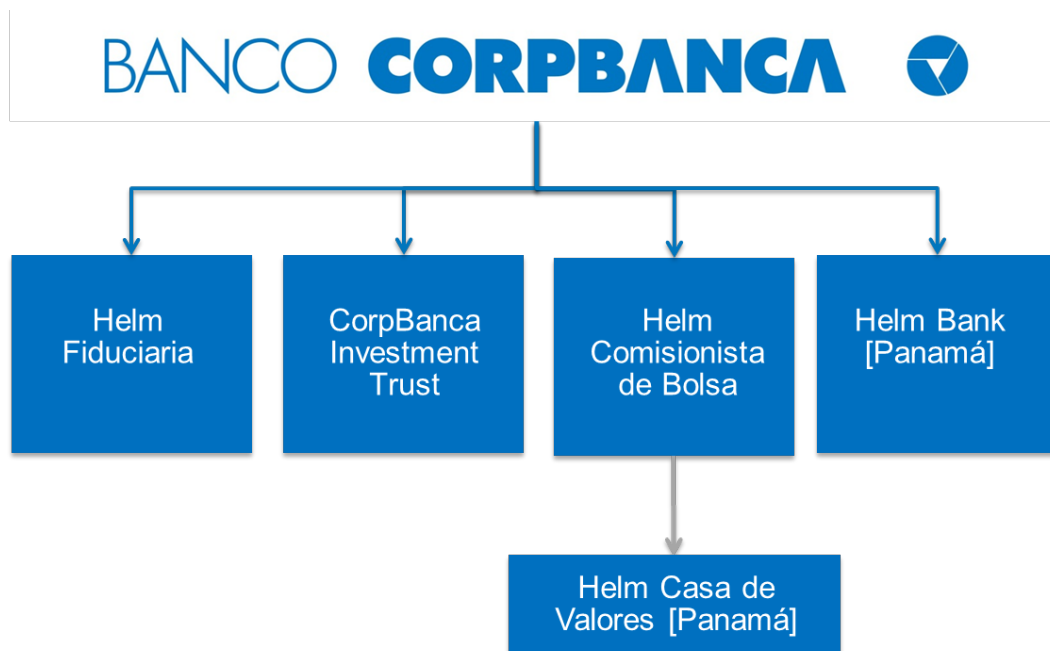 BANCO CORPBANCA
Helm
Fiduciaria
CorpBanca
Investment
Trust
Helm
Comisionista
de Bolsa
Helm Bank
[Panamá]
Helm Casa de
Valores [Panamá]